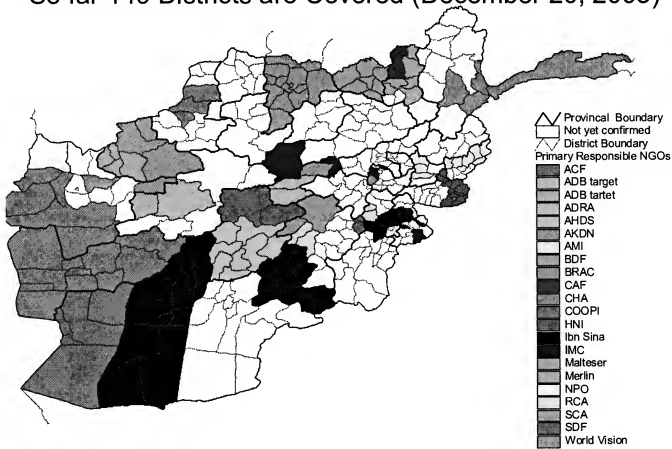 Provincal Boundary
Not yet confirmed
District Boundary
Primary Responsible NGOs
ACF
ADB target
ADB tartet
ADRA
AHDS
AKDN
AMI
BDF
BRAC
CAF
CHA
COOPI
HNI
Ibn Sina
IMC
Malteser
Merlin
NPO
RCA
SCA
SDF
World Vision